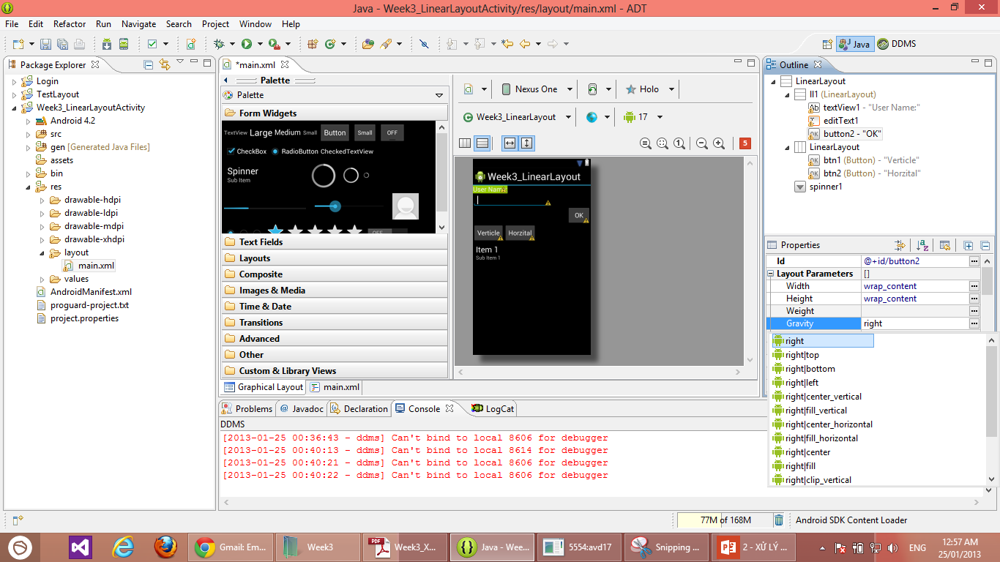 Java - Week3_LinearLayoutActivity/res/layout/main.xml - ADT
File Edit Refactor Run Navigate Search Project Window Help
Java DDMS
Package Explorer
Login
TestLayout
Week3_LinearLayoutActivity
Android 4.2
src
gen [Generated Java Files]
assets
bin
res
drawable-hdpi
drawable-ldpi
drawable-mdpi
drawable-xhdpi
layout
main.xml
values
AndroidManifest.xml
proguard-project.txt
project.properties
*main.xml
Palette
Palette
Form Widgets
TextView Large Medium Small Button Small OFF
CheckBox RadioButton CheckedTextView
Spinner
Sub Item
OFF
Text Fields
Layouts
Composite
Images & Media
Time & Date
Transitions
Advanced
Other
Custom & Library Views
Graphical Layout main.xml
Nexus One Holo
Week3_LinearLayout 17
1 5
Week3_LinearLayout
User Name:
OK
Verticle Horzital
Item 1
Sub Item 1
Outline
LinearLayout
ll1 (LinearLayout)
textView1 - "User Name:"
editText1
button2 - "OK"
LinearLayout
btn1 (Button) - "Verticle"
btn2 (Button) - "Horzital"
spinner1
Properties
Id @+id/button2
Layout Parameters []
Width wrap_content
Height wrap_content
Weight
Gravity right
right
right|top
right|bottom
right|left
right|center_vertical
right|fill_vertical
right|center_horizontal
right|fill_horizontal
right|center
right|fill
right|clip_vertical
Problems @ Javadoc Declaration Console LogCat
DDMS
[2013-01-25 00:36:43 - ddms] Can't bind to local 8606 for debugger
[2013-01-25 00:40:13 - ddms] Can't bind to local 8614 for debugger
[2013-01-25 00:40:21 - ddms] Can't bind to local 8606 for debugger
[2013-01-25 00:40:22 - ddms] Can't bind to local 8606 for debugger
77M of 168M Android SDK Content Loader
Gmail: Em... Week3 Week3_X... Java - Wee... 5554:avd17 Snipping ... 2 - XỬ LÝ ... ENG 12:57 AM
25/01/2013